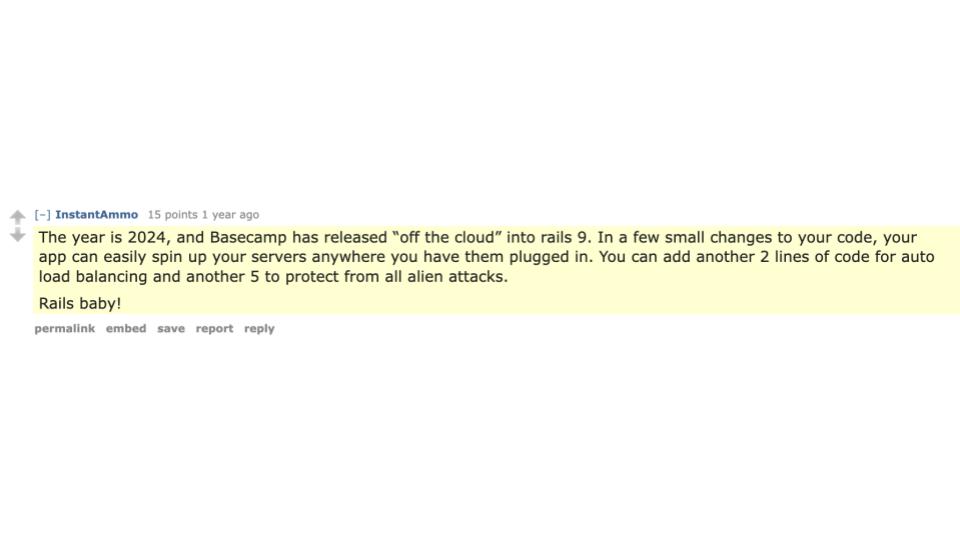 [–] InstantAmmo 15 points 1 year ago
The year is 2024, and Basecamp has released “off the cloud” into rails 9. In a few small changes to your code, your
app can easily spin up your servers anywhere you have them plugged in. You can add another 2 lines of code for auto
load balancing and another 5 to protect from all alien attacks.
Rails baby!
permalink embed save report reply